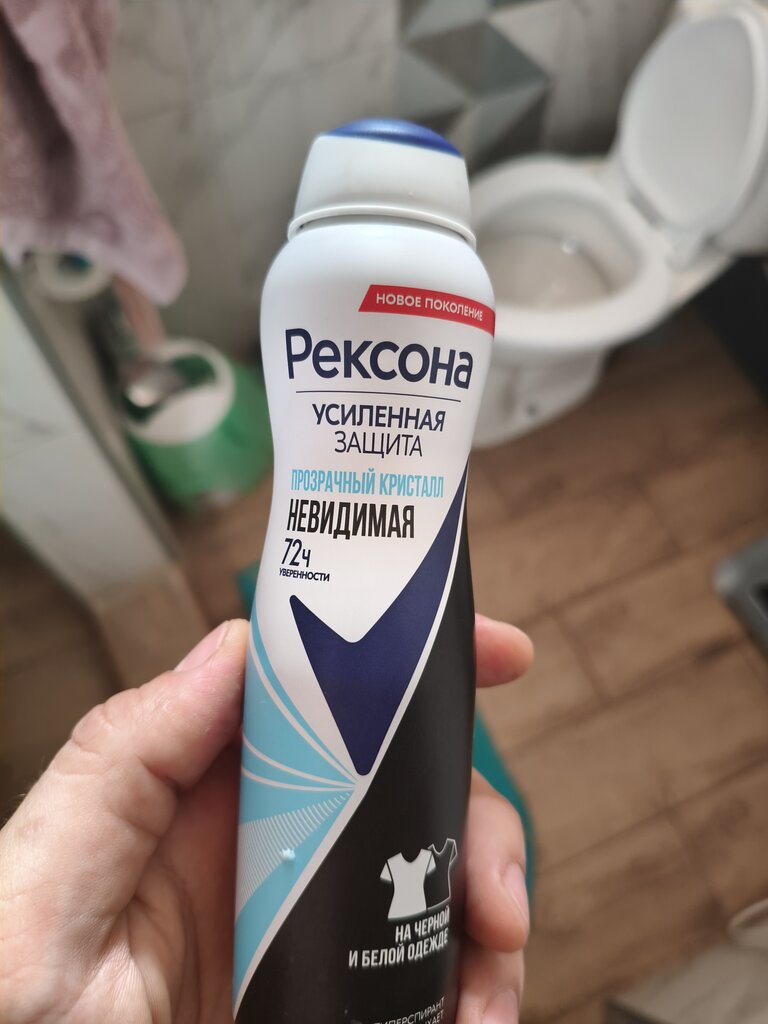 НОВОЕ ПОКОЛЕНИЕ
Рексона
УСИЛЕННАЯ
ЗАЩИТА
ПРОЗРАЧНЫЙ КРИСТАЛЛ
НЕВИДИМАЯ
72ч
УВЕРЕННОСТИ
НА ЧЕРНОЙ
И БЕЛОЙ ОДЕЖДЕ